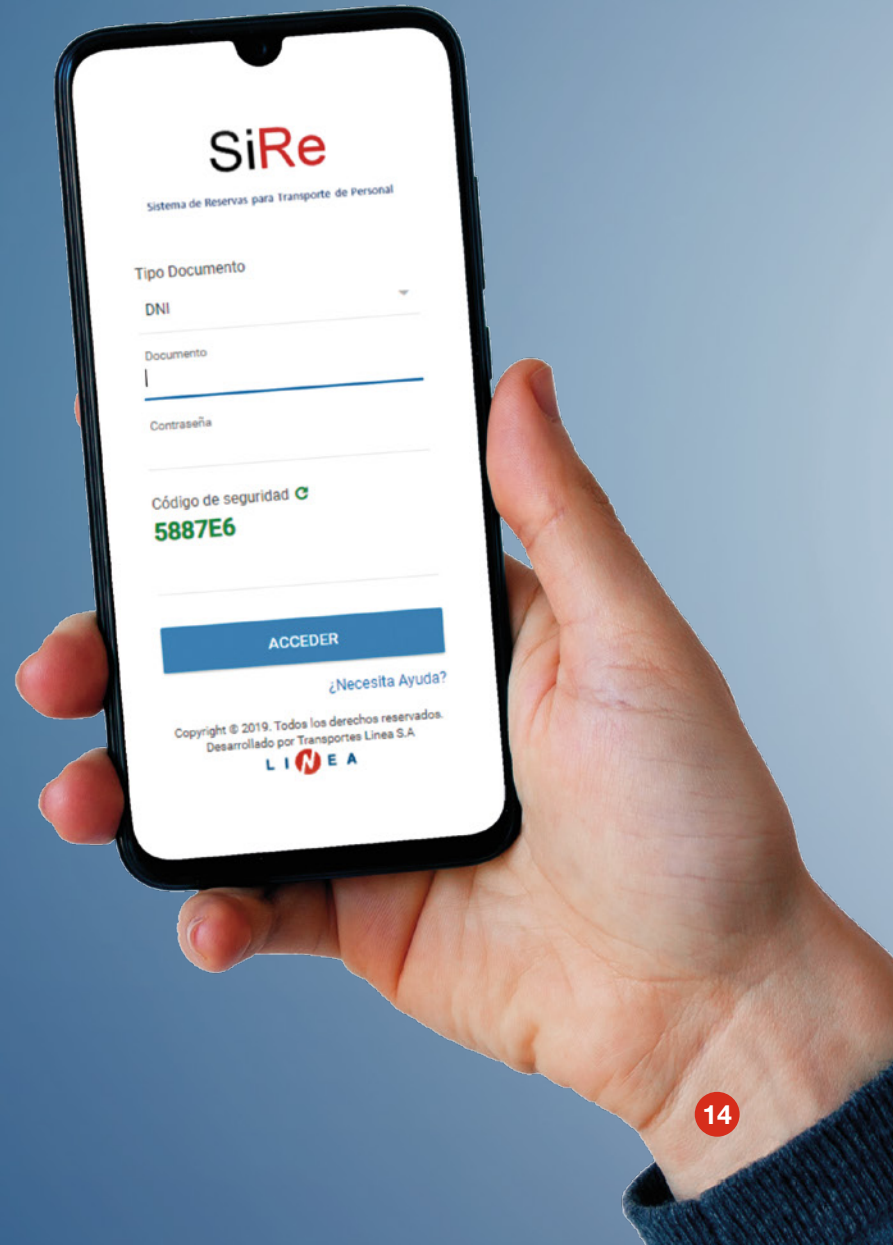 SiRe
Sistema de Reservas para Transporte de Personal
Tipo Documento
DNI
Documento
Contraseña
Código de seguridad
5887E6
ACCEDER
¿Necesita Ayuda?
Copyright © 2019. Todos los derechos reservados.
Desarrollado por Transportes Linea S.A
LINEA
14